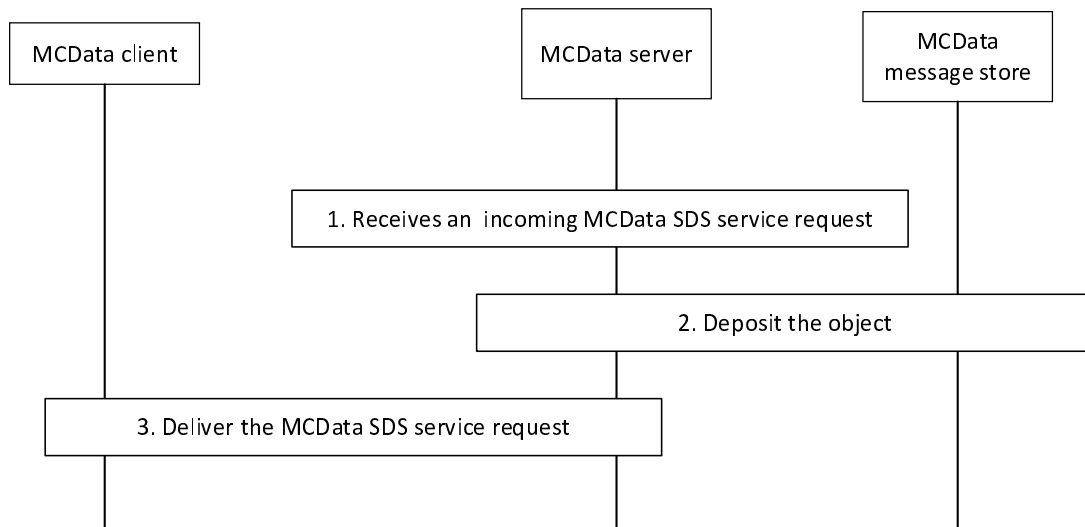 MCData client
MCData server
MCData
message store
1. Receives an  incoming MCData SDS service request
2. Deposit the object
3. Deliver the MCData SDS service request